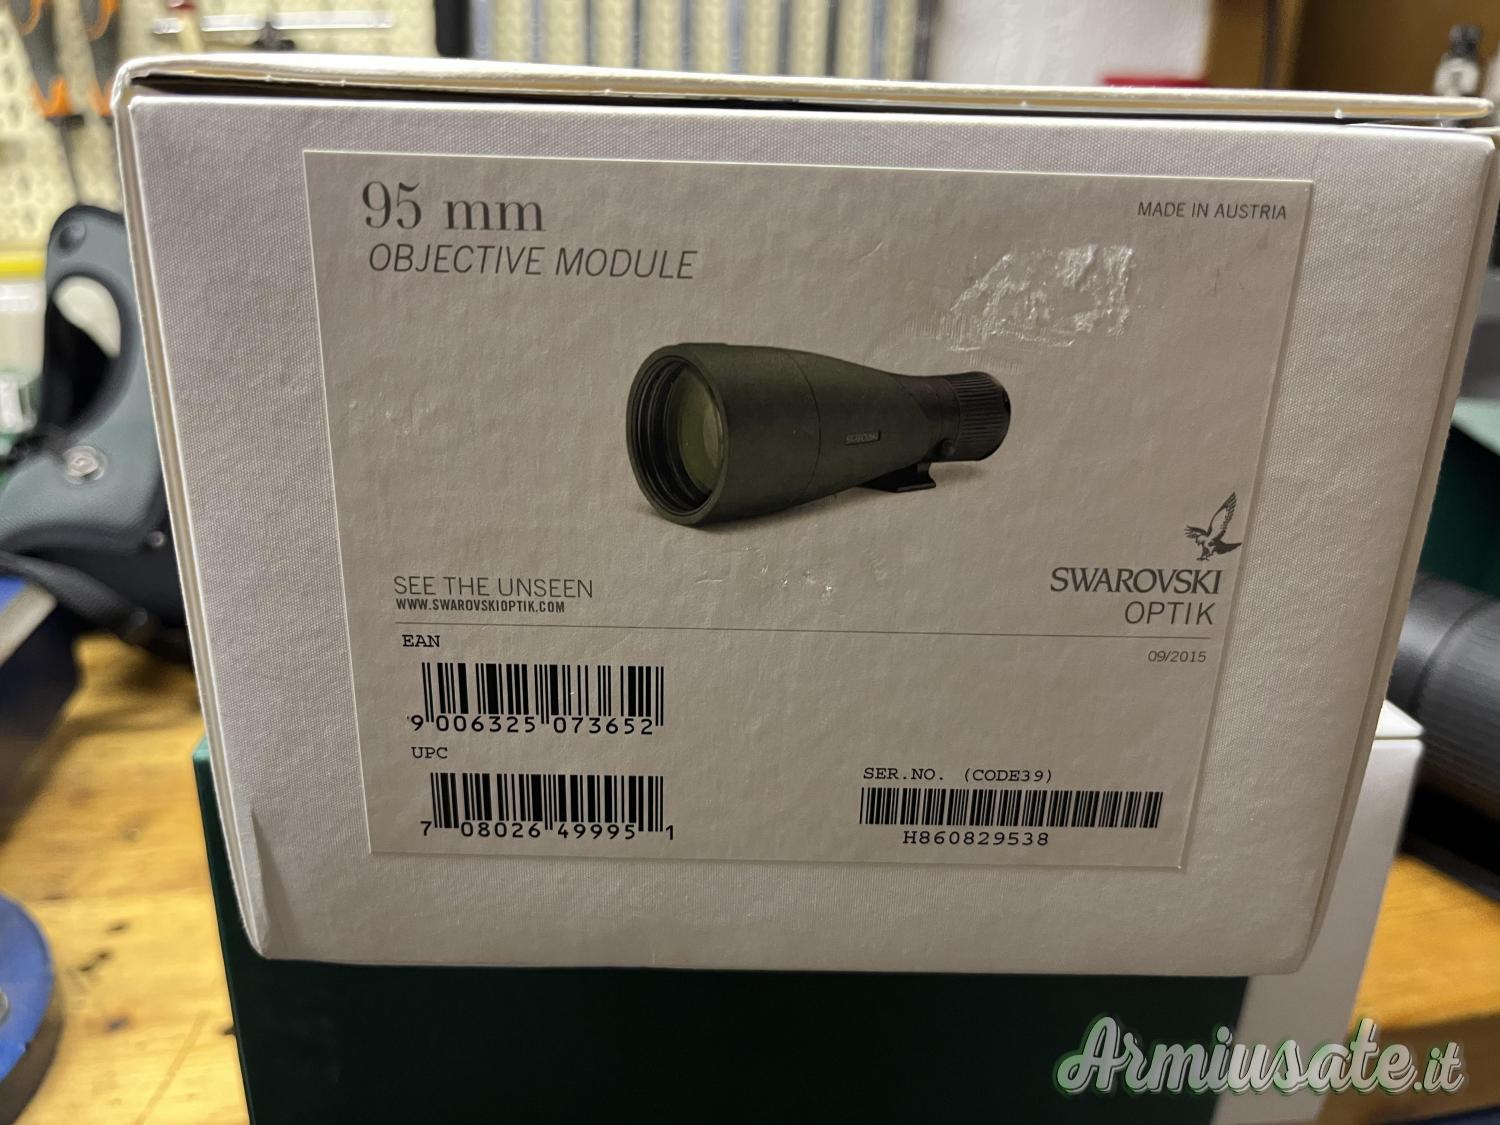 95 mm
OBJECTIVE MODULE
MADE IN AUSTRIA
SWAROVSKI
SEE THE UNSEEN
WWW.SWAROVSKIOPTIK.COM
SWAROVSKI
OPTIK
09/2015
EAN
9 006325 073652
UPC
7 08026 49995 1
SER.NO. (CODE39)
H860829538
Armiusate.it